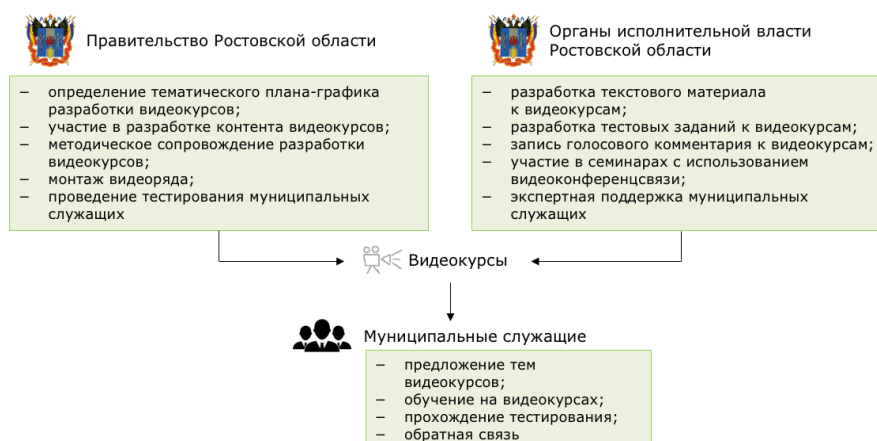 Правительство Ростовской области
Органы исполнительной власти
Ростовской области
– определение тематического плана-графика
разработки видеокурсов;
– участие в разработке контента видеокурсов;
– методическое сопровождение разработки
видеокурсов;
– монтаж видеоряда;
– проведение тестирования муниципальных
служащих
– разработка текстового материала
к видеокурсам;
– разработка тестовых заданий к видеокурсам;
– запись голосового комментария к видеокурсам;
– участие в семинарах с использованием
видеоконференцсвязи;
– экспертная поддержка муниципальных
служащих
Видеокурсы
Муниципальные служащие
– предложение тем
видеокурсов;
– обучение на видеокурсах;
– прохождение тестирования;
– обратная связь